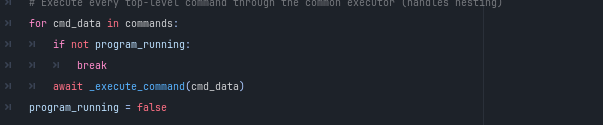 # Execute every top-level command through the common executor (handles nesting)
for cmd_data in commands:
if not program_running:
break
await _execute_command(cmd_data)
program_running = false